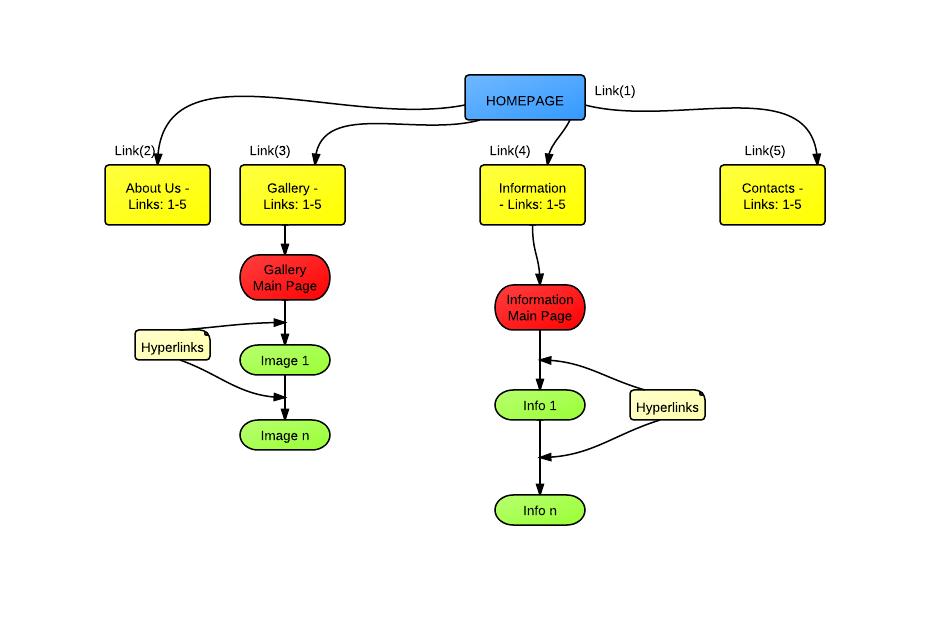 HOMEPAGE
Link(1)
Link(2)
Link(3)
Link(4)
Link(5)
About Us -
Links: 1-5
Gallery -
Links: 1-5
Information
- Links: 1-5
Contacts -
Links: 1-5
Gallery
Main Page
Information
Main Page
Hyperlinks
Image 1
Image n
Info 1
Hyperlinks
Info n